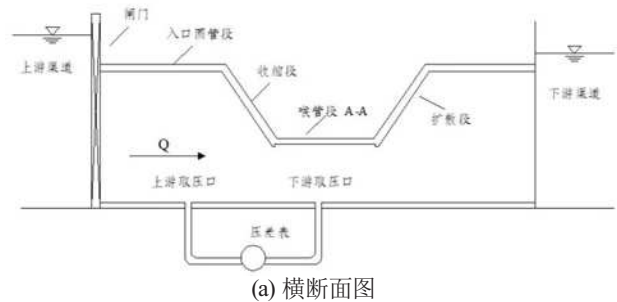 闸门
入口圆管段
上游渠道
收缩段
喉管段 A-A
扩散段
下游渠道
Q
上游取压口
下游取压口
压差表
(a) 横断面图